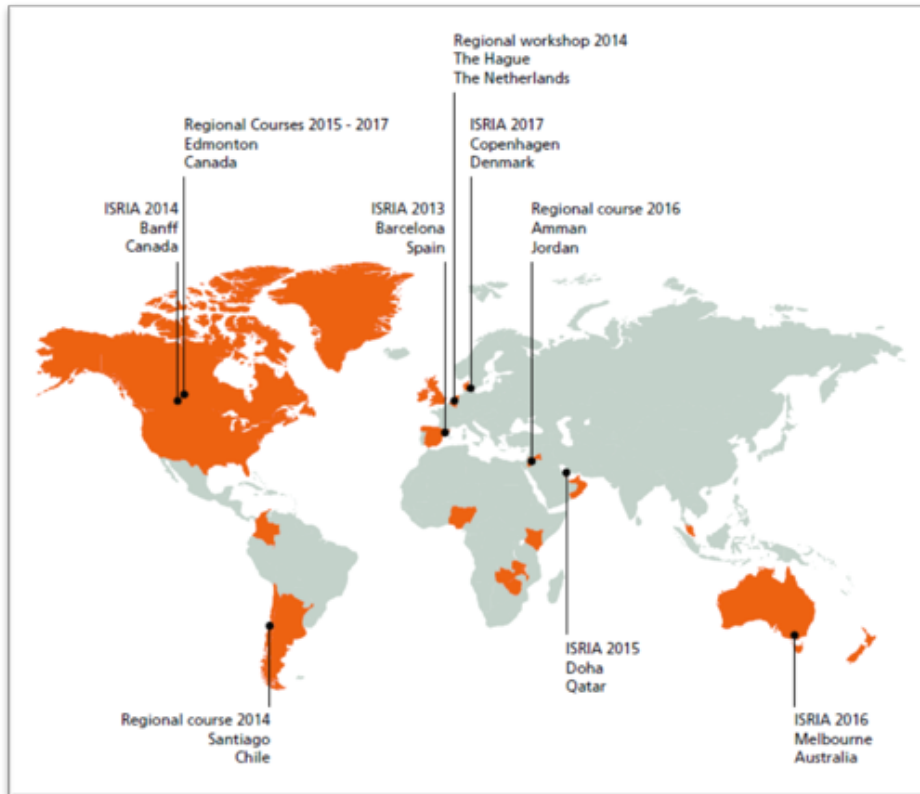 Regional workshop 2014
The Hague
The Netherlands
Regional Courses 2015 - 2017
Edmonton
Canada
ISRIA 2017
Copenhagen
Denmark
ISRIA 2014
Banff
Canada
ISRIA 2013
Barcelona
Spain
Regional course 2016
Amman
Jordan
ISRIA 2015
Doha
Qatar
Regional course 2014
Santiago
Chile
ISRIA 2016
Melbourne
Australia